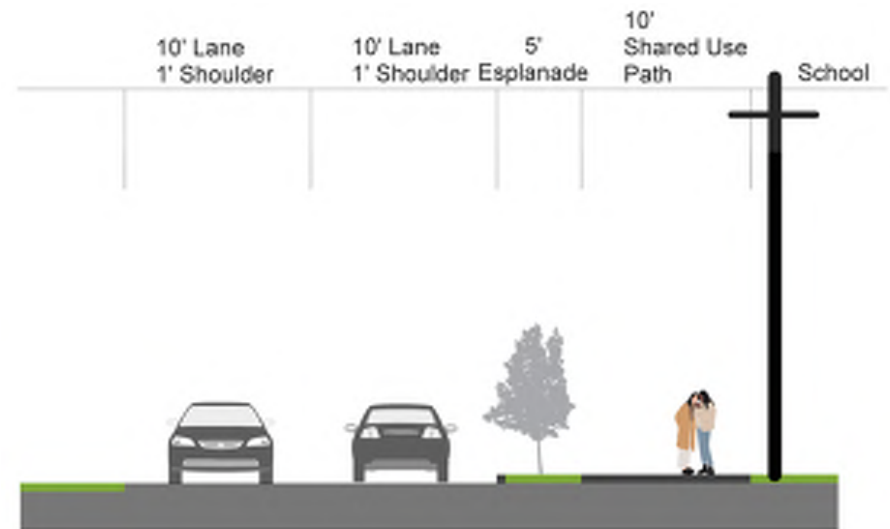 10' Lane
1' Shoulder
10' Lane
1' Shoulder
5'
Esplanade
10'
Shared Use
Path
School